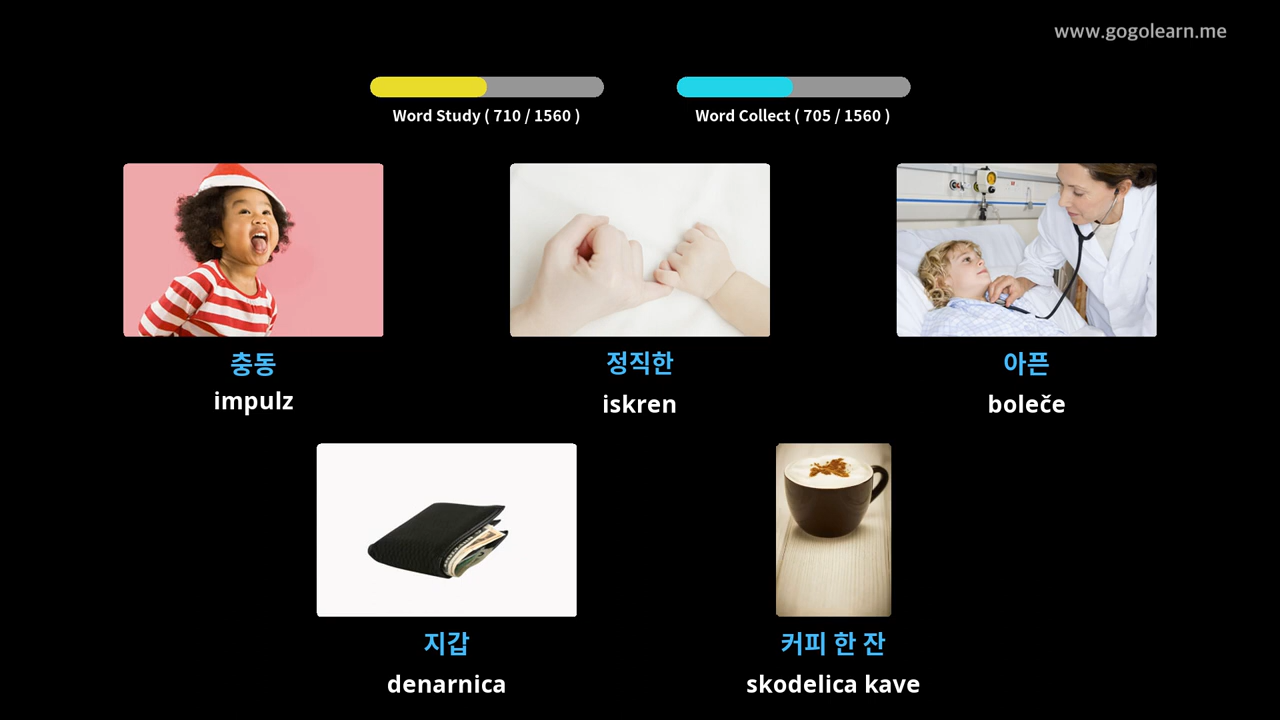 www.gogolearn.me
Word Study ( 710 / 1560 )
Word Collect ( 705 / 1560 )
충동
impulz
정직한
iskren
아픈
boleče
지갑
denarnica
커피 한 잔
skodelica kave